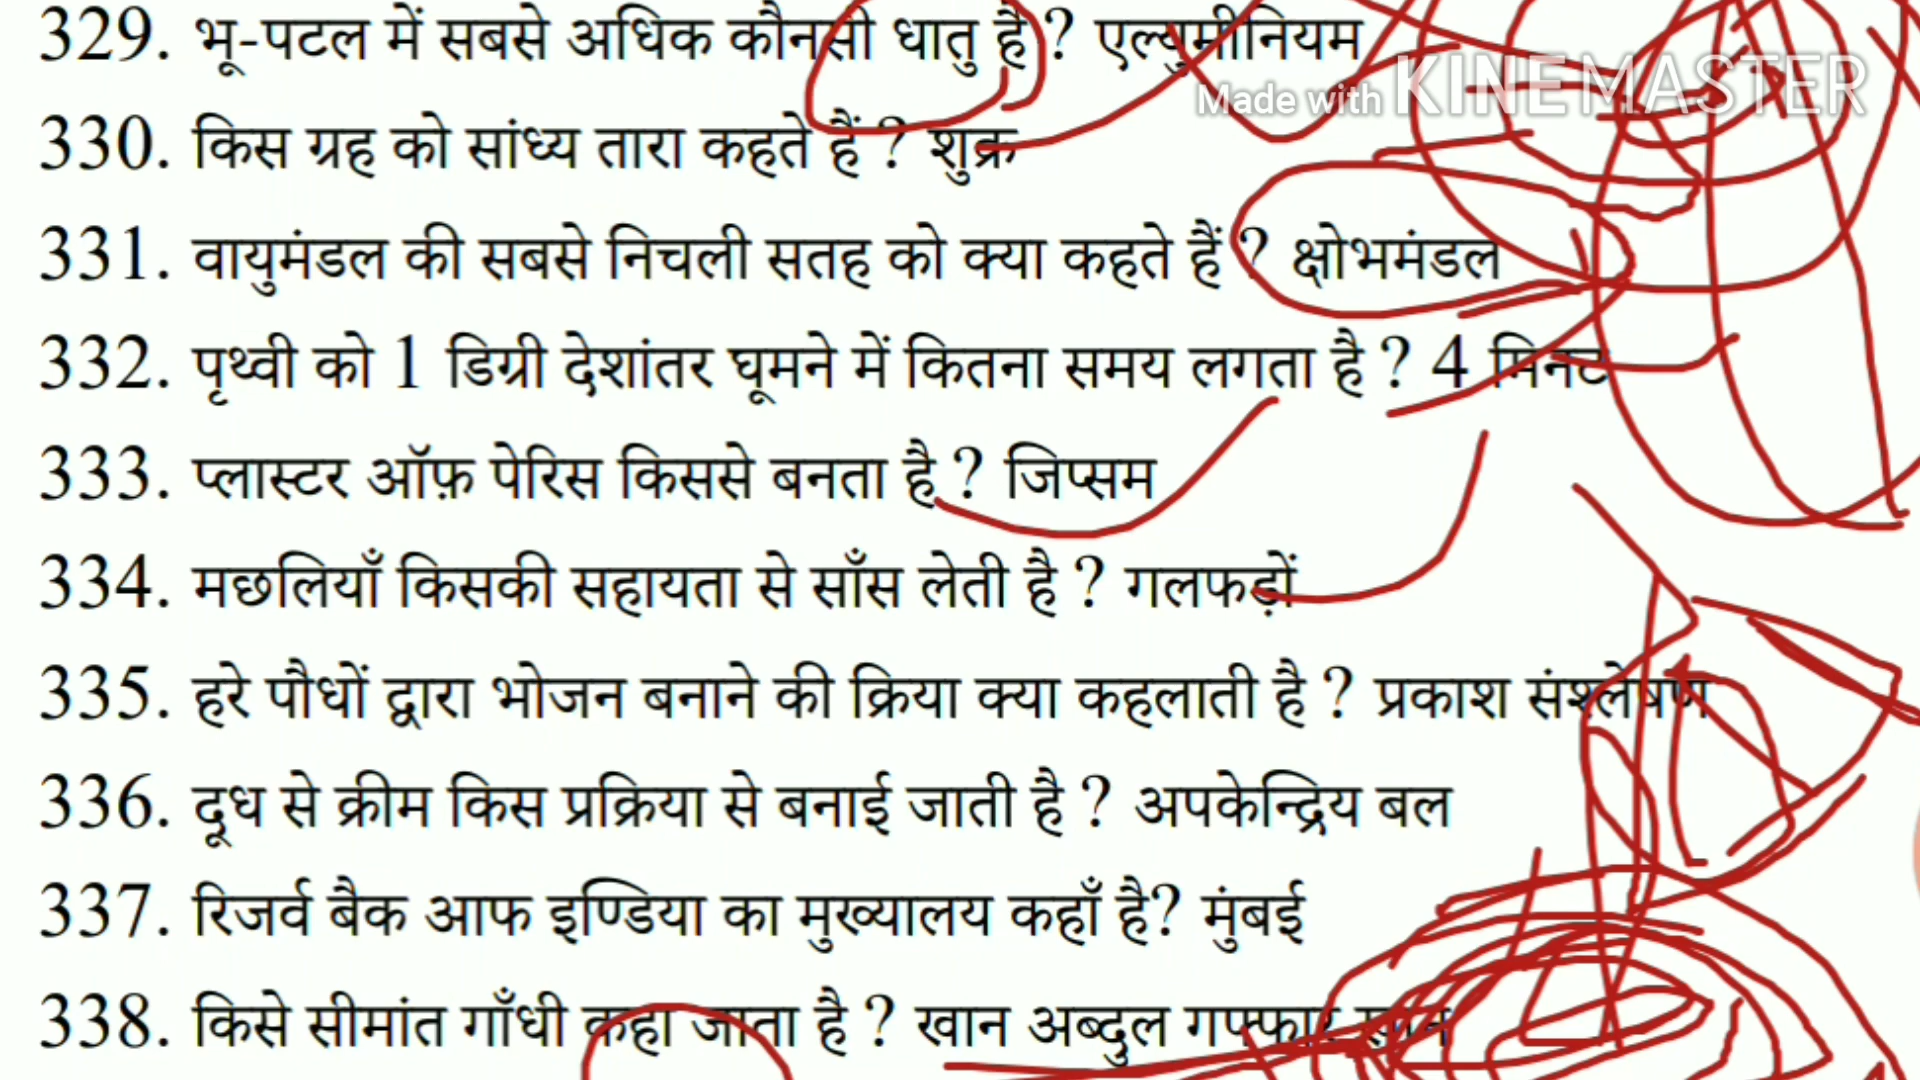 329. भू-पटल में सबसे अधिक कौनसी धातु है ? एल्युमीनियम
Made with KINEMASTER
330. किस ग्रह को सांध्य तारा कहते हैं ? शुक्र
331. वायुमंडल की सबसे निचली सतह को क्या कहते हैं ? क्षोभमंडल
332. पृथ्वी को 1 डिग्री देशांतर घूमने में कितना समय लगता है ? 4 मिनट
333. प्लास्टर ऑफ़ पेरिस किससे बनता है ? जिप्सम
334. मछलियाँ किसकी सहायता से साँस लेती है ? गलफड़ों
335. हरे पौधों द्वारा भोजन बनाने की क्रिया क्या कहलाती है ? प्रकाश संश्लेषण
336. दूध से क्रीम किस प्रक्रिया से बनाई जाती है ? अपकेन्द्रिय बल
337. रिजर्व बैक आफ इण्डिया का मुख्यालय कहाँ है? मुंबई
338. किसे सीमांत गाँधी कहा जाता है ? खान अब्दुल गफ्फार खान